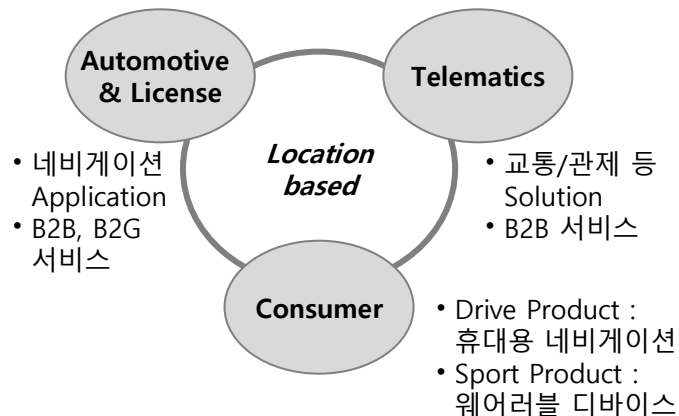 Automotive
& License
Telematics
Location
based
• 네비게이션
Application
• B2B, B2G
서비스
• 교통/관제 등
Solution
• B2B 서비스
Consumer
• Drive Product :
휴대용 네비게이션
• Sport Product :
웨어러블 디바이스